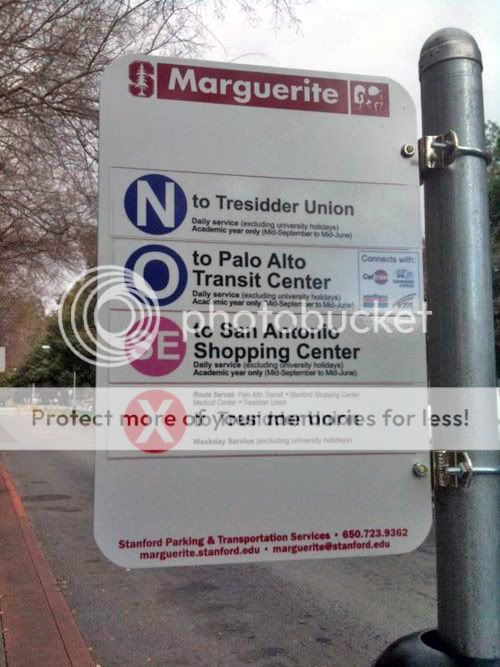 Marguerite
N
to Tresidder Union
Daily service (excluding university holidays)
Academic year only (Mid-September to Mid-June)
O
to Palo Alto
Transit Center
Daily service (excluding university holidays)
Academic year only (Mid-September to Mid-June)
Connects with:
Caltrain
photobucket
SE
to San Antonio
Shopping Center
Daily service (excluding university holidays)
Academic year only (Mid-September to Mid-June)
Route Serves: Palo Alto Transit • Stanford Shopping
Medical Center • Tresidder Union
Protect more of your memories for less!
X
to Tresidder Union
Weekday Service (excluding university holidays)
Stanford Parking & Transportation Services • 650.723.9362
marguerite.stanford.edu • marguerite@stanford.edu